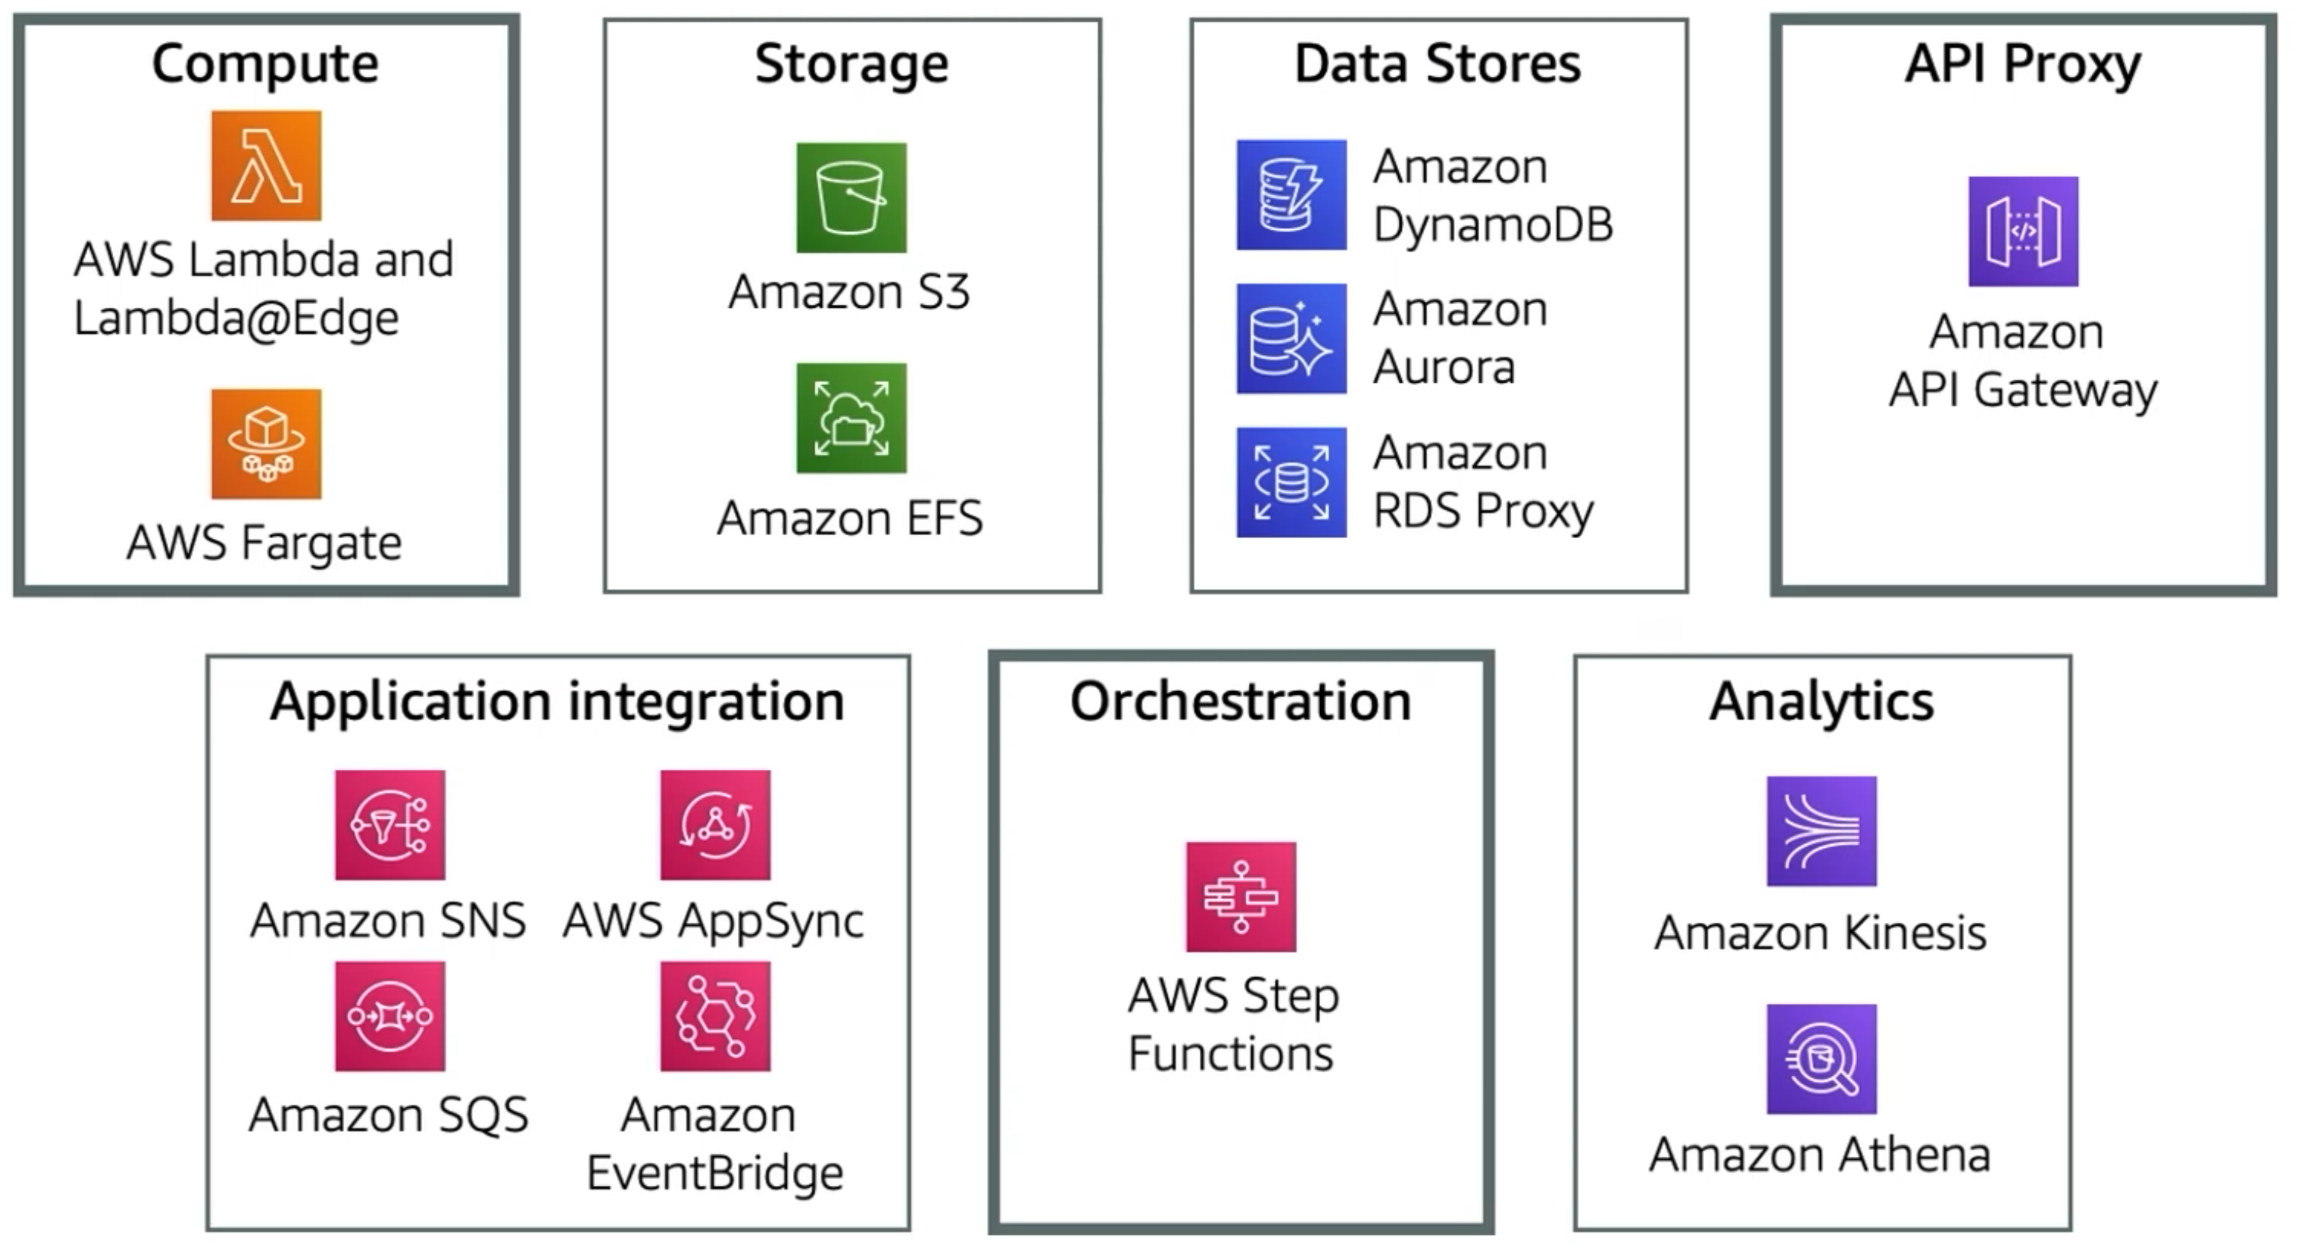 Compute
AWS Lambda and
Lambda@Edge
AWS Fargate
Storage
Amazon S3
Amazon EFS
Data Stores
Amazon
DynamoDB
Amazon
Aurora
Amazon
RDS Proxy
API Proxy
</>
Amazon
API Gateway
Application integration
Amazon SNS
AWS AppSync
Amazon SQS
Amazon
EventBridge
Orchestration
AWS Step
Functions
Analytics
Amazon Kinesis
Amazon Athena